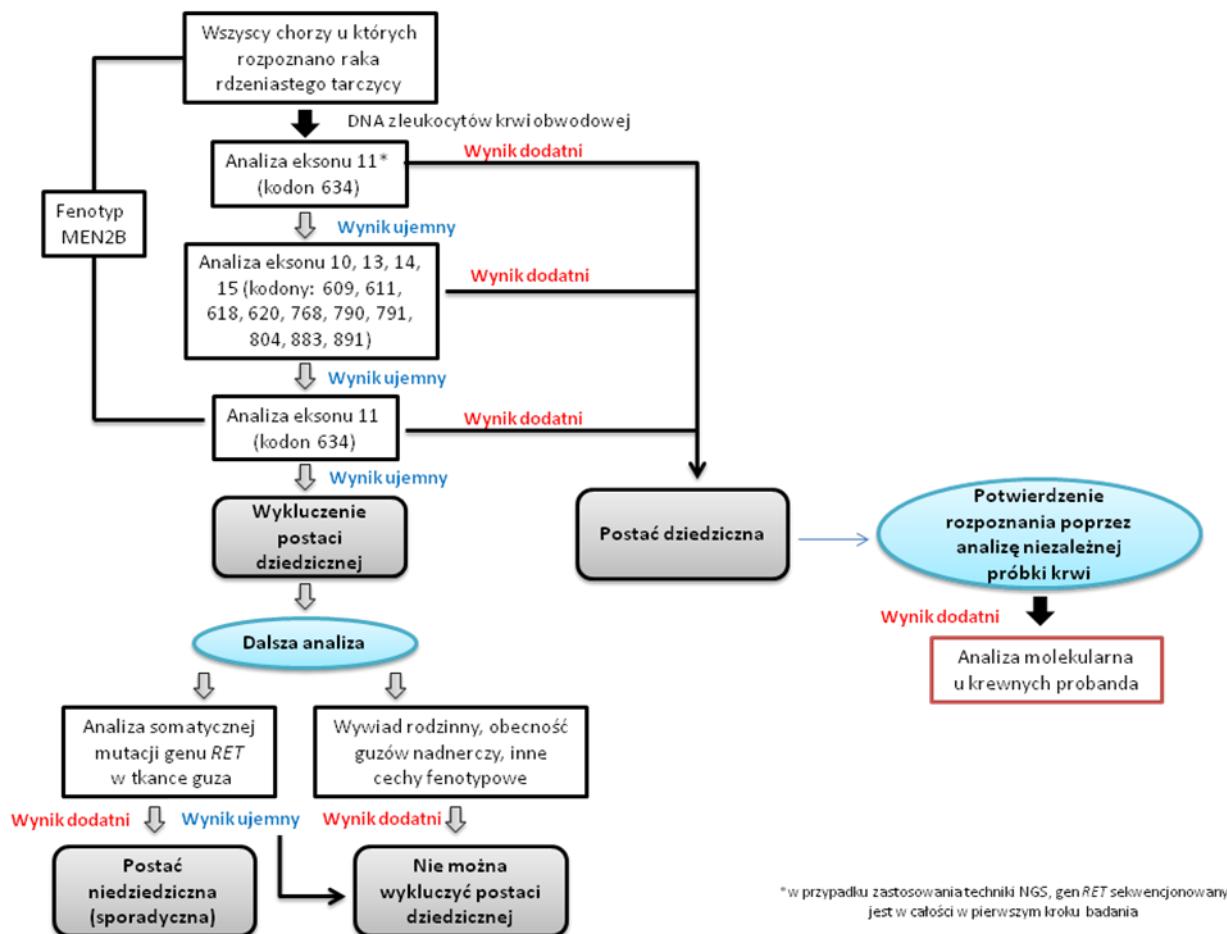 Wszyscy chorzy u których
rozpoznano raka
rdzeniastego tarczycy
DNA z leukocytów krwi obwodowej
Analiza eksonu 11*
(kodon 634)
Wynik dodatni
Fenotyp
MEN2B
Wynik ujemny
Analiza eksonu 10, 13, 14,
15 (kodony: 609, 611,
618, 620, 768, 790, 791,
804, 883, 891)
Wynik dodatni
Wynik ujemny
Analiza eksonu 11
(kodon 634)
Wynik dodatni
Wynik ujemny
Wykluczenie
postaci
dziedzicznej
Postać dziedziczna
Potwierdzenie
rozpoznania poprzez
analizę niezależnej
próbki krwi
Wynik dodatni
Analiza molekularna
u krewnych probanda
Dalsza analiza
Analiza somatycznej
mutacji genu RET
w tkance guza
Wywiad rodzinny, obecność
guzów nadnerczy, inne
cechy fenotypowe
Wynik dodatni
Wynik ujemny
Wynik dodatni
Postać
niedziedziczna
(sporadyczna)
Nie można
wykluczyć postaci
dziedzicznej
*w przypadku zastosowania techniki NGS, gen RET sekwencjonowany
jest w całości w pierwszym kroku badania